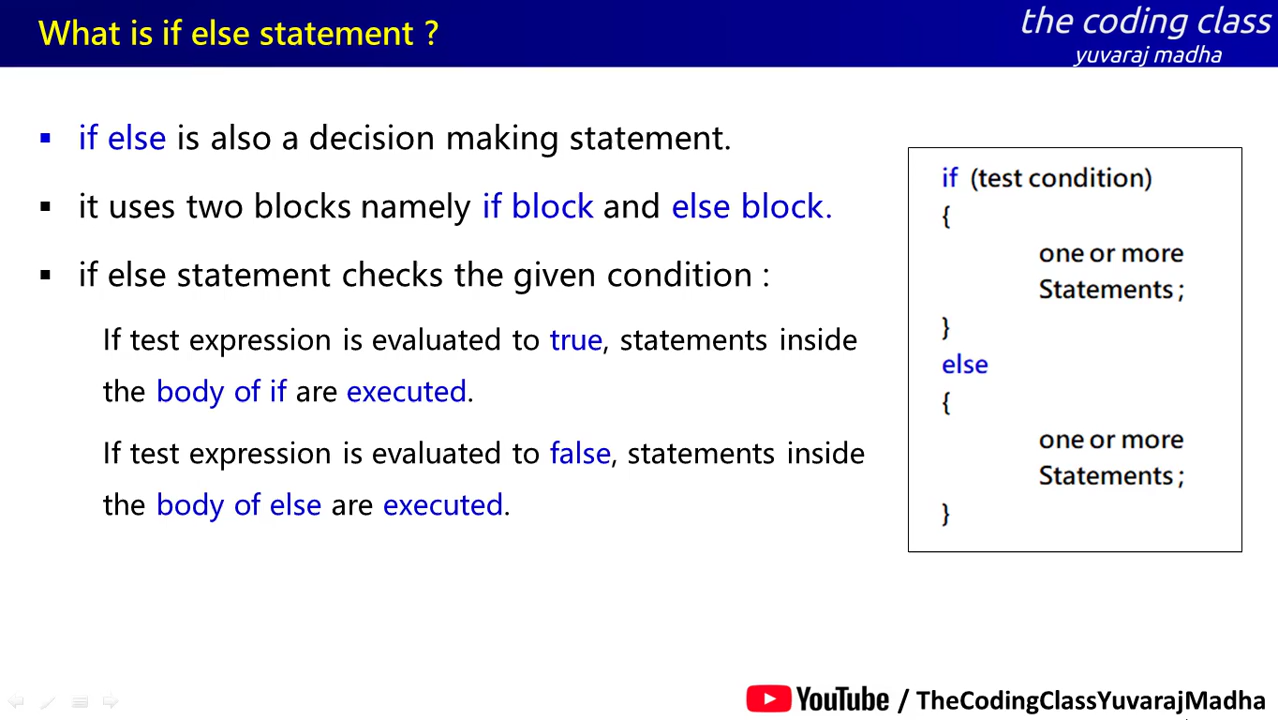 What is if else statement ?
the coding class
yuvaraj madha
▪ if else is also a decision making statement.
▪ it uses two blocks namely if block and else block.
▪ if else statement checks the given condition :
If test expression is evaluated to true, statements inside
the body of if are executed.
If test expression is evaluated to false, statements inside
the body of else are executed.
if (test condition)
{
one or more
Statements ;
}
else
{
one or more
Statements ;
}
YouTube / TheCodingClassYuvarajMadha